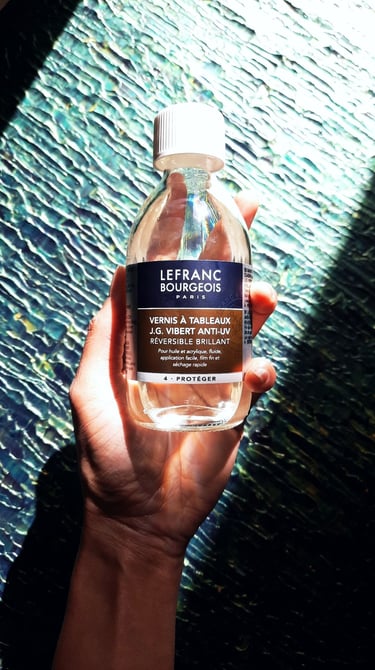 LEFRANC
BOURGEOIS
PARIS
VERNIS À TABLEAUX
J.G. VIBERT ANTI-UV
RÉVERSIBLE BRILLANT
Pour huile et acrylique, fluide,
application facile, film fin et
séchage rapide
4 - PROTÉGER